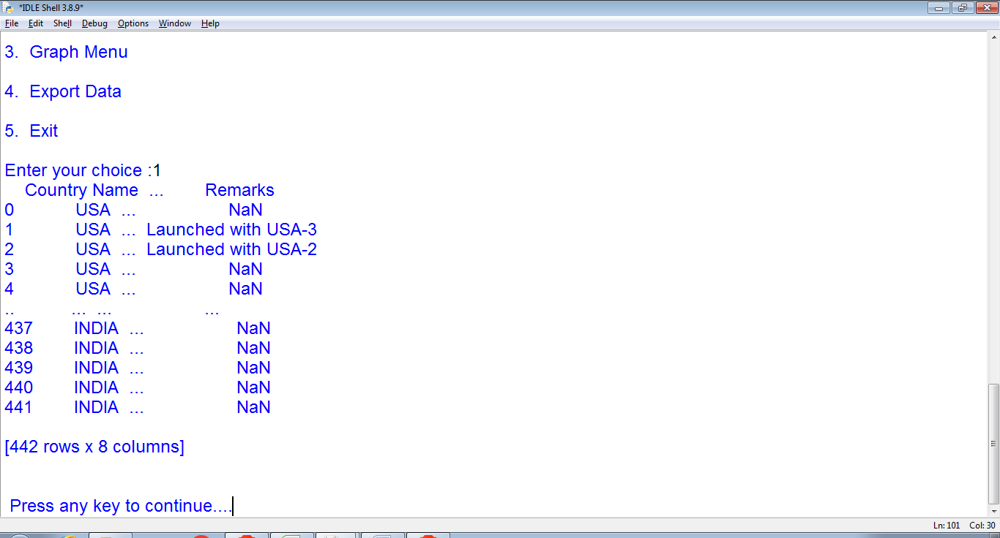 *IDLE Shell 3.8.9*
File Edit Shell Debug Options Window Help
3. Graph Menu
4. Export Data
5. Exit
Enter your choice :1
Country Name ... Remarks
0 USA ... NaN
1 USA ... Launched with USA-3
2 USA ... Launched with USA-2
3 USA ... NaN
4 USA ... NaN
.. ... ... ...
437 INDIA ... NaN
438 INDIA ... NaN
439 INDIA ... NaN
440 INDIA ... NaN
441 INDIA ... NaN
[442 rows x 8 columns]
Press any key to continue....
Ln: 101 Col: 30